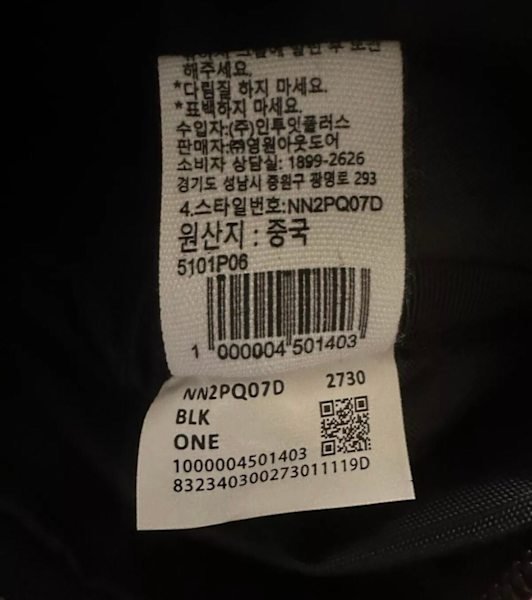 해주세요.
*다림질 하지 마세요.
*표백하지 마세요.
수입자:(주)인투잇플러스
판매자:㈜영원아웃도어
소비자 상담실: 1899-2626
경기도 성남시 중원구 광명로 293
4.스타일번호:NN2PQ07D
원산지 : 중국
5101P06
1 000004 501403
NN2PQ07D 2730
BLK
ONE
1000004501403
832340300273011119D